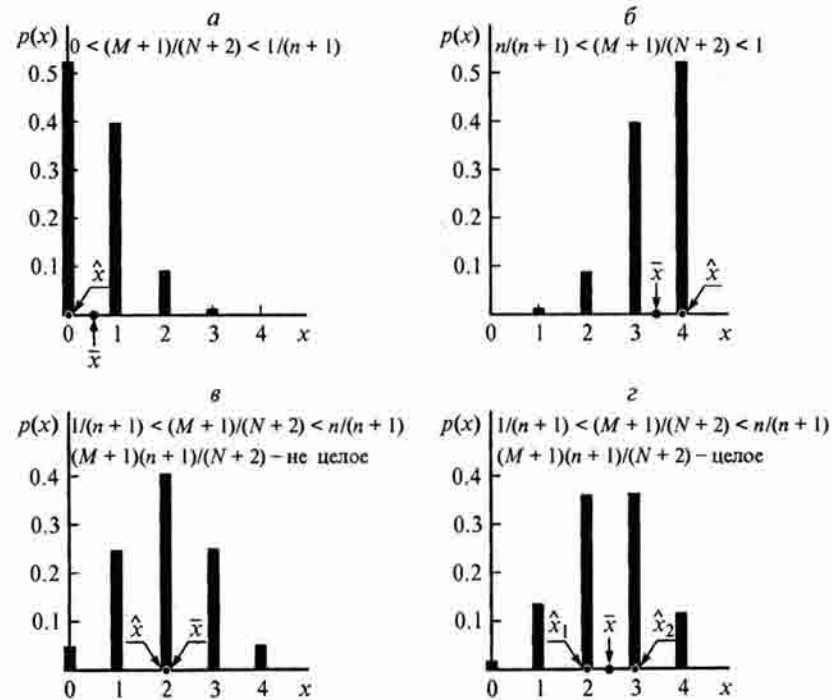 а
p(x) 0 < (M + 1)/(N + 2) < 1/(n + 1)
0.5
0.4
0.3
0.2
0.1
x̂
0 1 2 3 4 x
x̄
б
p(x) n/(n + 1) < (M + 1)/(N + 2) < 1
0.5
0.4
0.3
0.2
0.1
x̄ x̂
0 1 2 3 4 x
в
p(x) 1/(n + 1) < (M + 1)/(N + 2) < n/(n + 1)
(M + 1)(n + 1)/(N + 2) – не целое
0.4
0.3
0.2
0.1
x̂ x̄
0 1 2 3 4 x
г
p(x) 1/(n + 1) < (M + 1)/(N + 2) < n/(n + 1)
(M + 1)(n + 1)/(N + 2) – целое
0.4
0.3
0.2
0.1
x̂₁ x̄ x̂₂
0 1 2 3 4 x